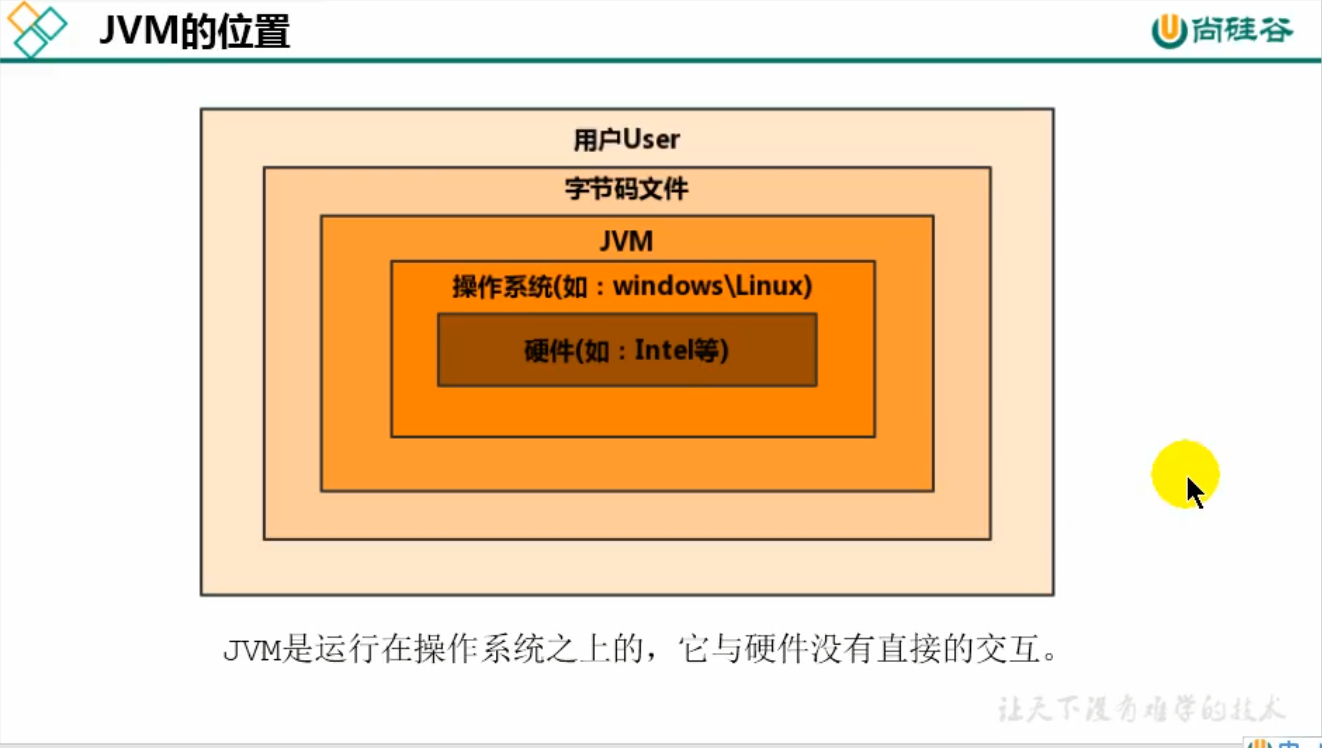 JVM的位置
尚硅谷
用户User
字节码文件
JVM
操作系统(如：windows\Linux)
硬件(如：Intel等)
JVM是运行在操作系统之上的，它与硬件没有直接的交互。
让天下没有难学的技术